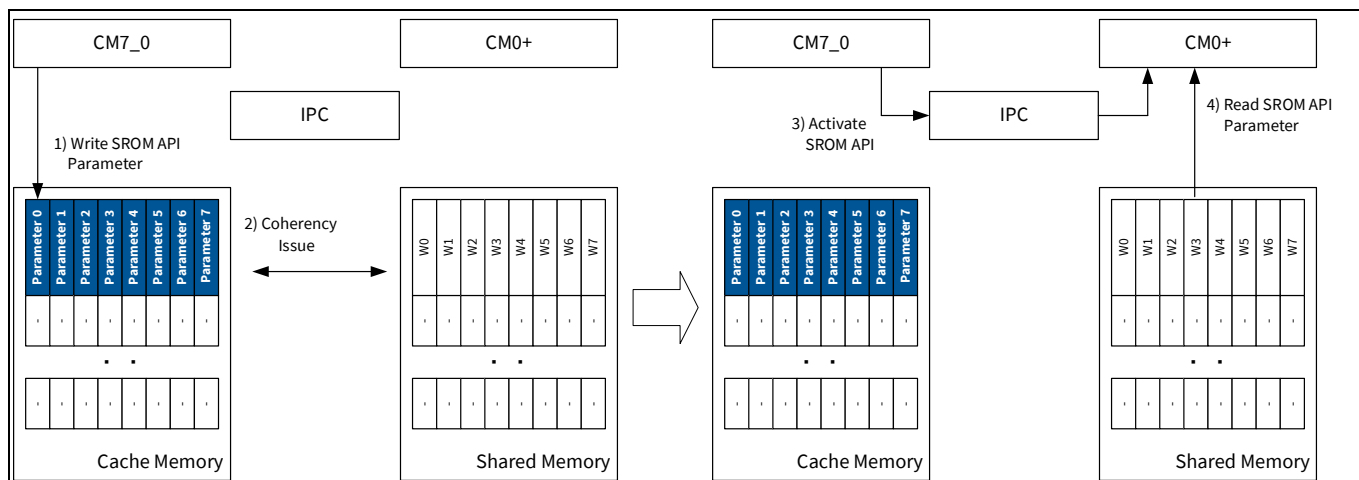 CM7_0
CM0+
CM7_0
CM0+
IPC
IPC
1) Write SROM API
Parameter
3) Activate
SROM API
4) Read SROM API
Parameter
Parameter 0
Parameter 1
Parameter 2
Parameter 3
Parameter 4
Parameter 5
Parameter 6
Parameter 7
2) Coherency
Issue
W0
W1
W2
W3
W4
W5
W6
W7
Parameter 0
Parameter 1
Parameter 2
Parameter 3
Parameter 4
Parameter 5
Parameter 6
Parameter 7
W0
W1
W2
W3
W4
W5
W6
W7
- - - - - - - -
- - - - - - - -
- - - - - - - -
- - - - - - - -
. .
. .
. .
. .
- - - - - - - -
- - - - - - - -
- - - - - - - -
- - - - - - - -
Cache Memory
Shared Memory
Cache Memory
Shared Memory